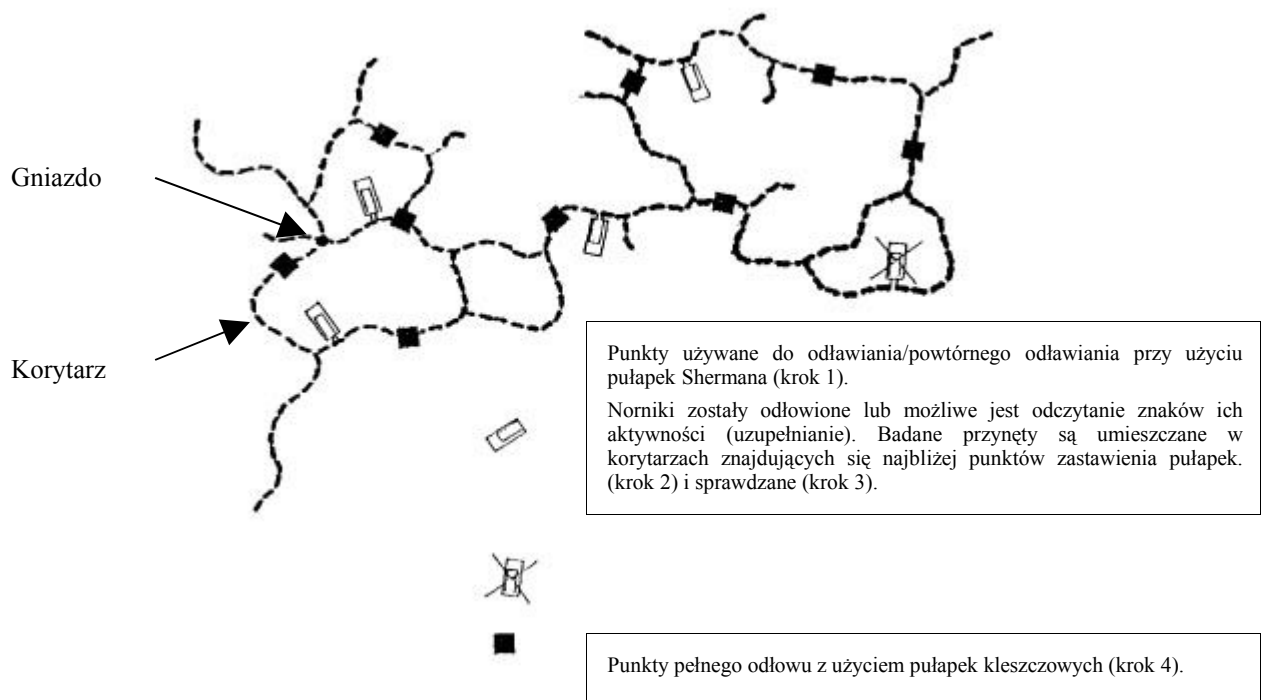 Gniazdo
Korytarz
Punkty używane do odławiania/powtórnego odławiania przy użyciu
pułapek Shermana (krok 1).
Norniki zostały odłowione lub możliwe jest odczytanie znaków ich
aktywności (uzupełnianie). Badane przynęty są umieszczane w
korytarzach znajdujących się najbliżej punktów zastawienia pułapek.
(krok 2) i sprawdzane (krok 3).
Punkty pełnego odłowu z użyciem pułapek kleszczowych (krok 4).